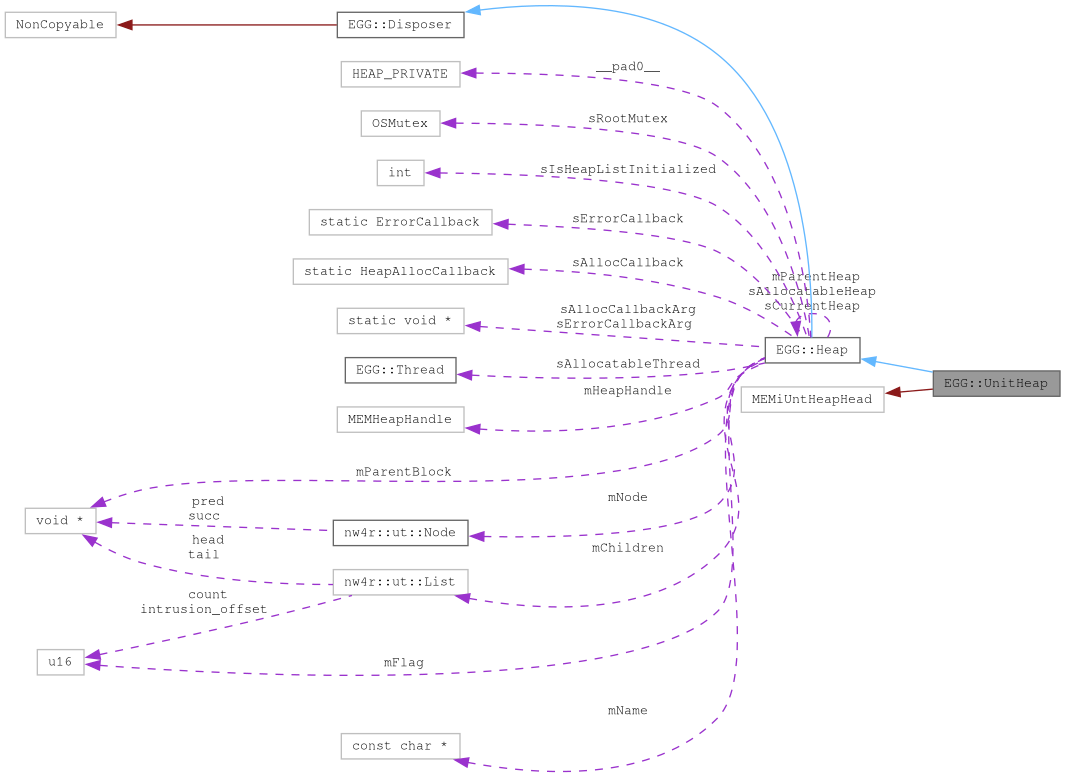 NonCopyable
EGG::Disposer
__pad0__
HEAP_PRIVATE
sRootMutex
OSMutex
sIsHeapListInitialized
int
sErrorCallback
static ErrorCallback
sAllocCallback
static HeapAllocCallback
mParentHeap
sAllocatableHeap
sCurrentHeap
sAllocCallbackArg
sErrorCallbackArg
static void *
EGG::Heap
sAllocatableThread
EGG::Thread
EGG::UnitHeap
mHeapHandle
MEMiUntHeapHead
MEMHeapHandle
mParentBlock
pred
succ
mNode
void *
nw4r::ut::Node
head
tail
mChildren
nw4r::ut::List
count
intrusion_offset
u16
mFlag
mName
const char *